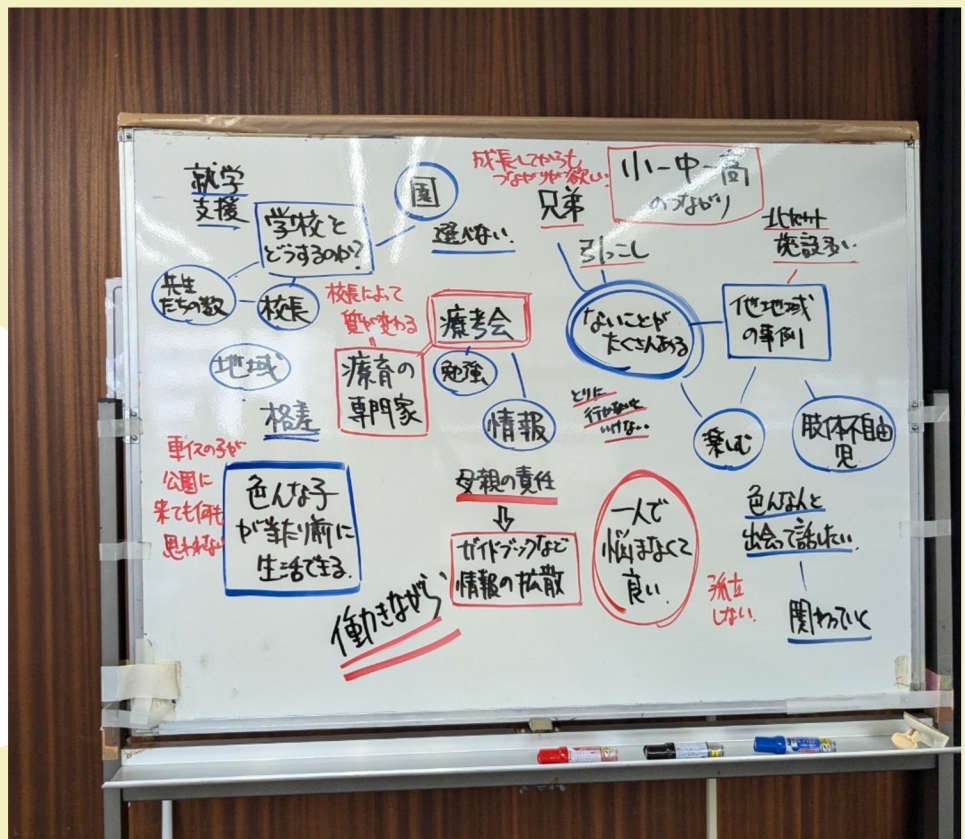 就学
支援
学校と
どうするのか?
園
選べない.
先生
たちの数
校長
校長によって
質が変わる
地域
格差
療育の
専門家
療考会
勉強
情報
成長してからも
つながりが欲しい!
兄弟
小-中-高
のつながり
引っこし
施設多い.
ないことが
たくさんある
他地域
の事例
とりに
行かないと
いけない..
楽しむ
肢体不自由
児
車イスの子が
公園に
来ても何も
思われない
色んな子
が当たり前に
生活できる.
母親の責任
⇩
ガイドブックなど
情報の拡散
働きながら
一人で
悩まなくて
良い.
孤立
しない.
色んな人と
出会って話したい.
関わっていく